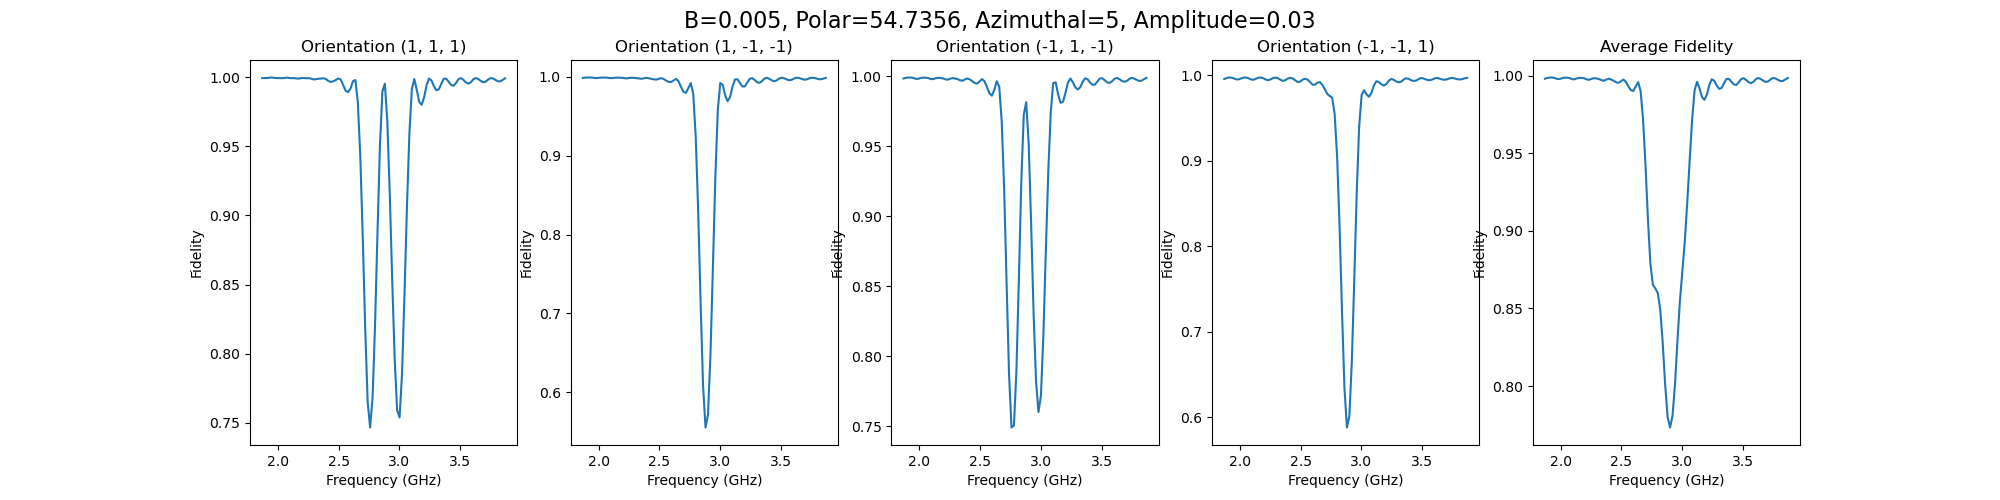 B=0.005, Polar=54.7356, Azimuthal=5, Amplitude=0.03
Orientation (1, 1, 1)
Fidelity
1.00
0.95
0.90
0.85
0.80
0.75
2.0 2.5 3.0 3.5
Frequency (GHz)
Orientation (1, -1, -1)
Fidelity
1.0
0.9
0.8
0.7
0.6
2.0 2.5 3.0 3.5
Frequency (GHz)
Orientation (-1, 1, -1)
Fidelity
1.00
0.95
0.90
0.85
0.80
0.75
2.0 2.5 3.0 3.5
Frequency (GHz)
Orientation (-1, -1, 1)
Fidelity
1.0
0.9
0.8
0.7
0.6
2.0 2.5 3.0 3.5
Frequency (GHz)
Average Fidelity
Fidelity
1.00
0.95
0.90
0.85
0.80
2.0 2.5 3.0 3.5
Frequency (GHz)